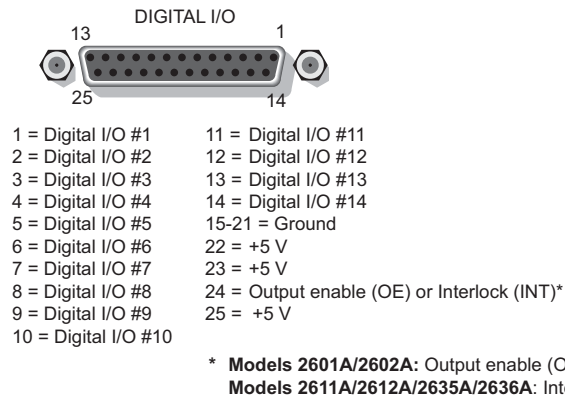 DIGITAL I/O
13 1
25 14
1 = Digital I/O #1
2 = Digital I/O #2
3 = Digital I/O #3
4 = Digital I/O #4
5 = Digital I/O #5
6 = Digital I/O #6
7 = Digital I/O #7
8 = Digital I/O #8
9 = Digital I/O #9
10 = Digital I/O #10
11 = Digital I/O #11
12 = Digital I/O #12
13 = Digital I/O #13
14 = Digital I/O #14
15-21 = Ground
22 = +5 V
23 = +5 V
24 = Output enable (OE) or Interlock (INT)*
25 = +5 V
* Models 2601A/2602A: Output enable (O
Models 2611A/2612A/2635A/2636A: Int